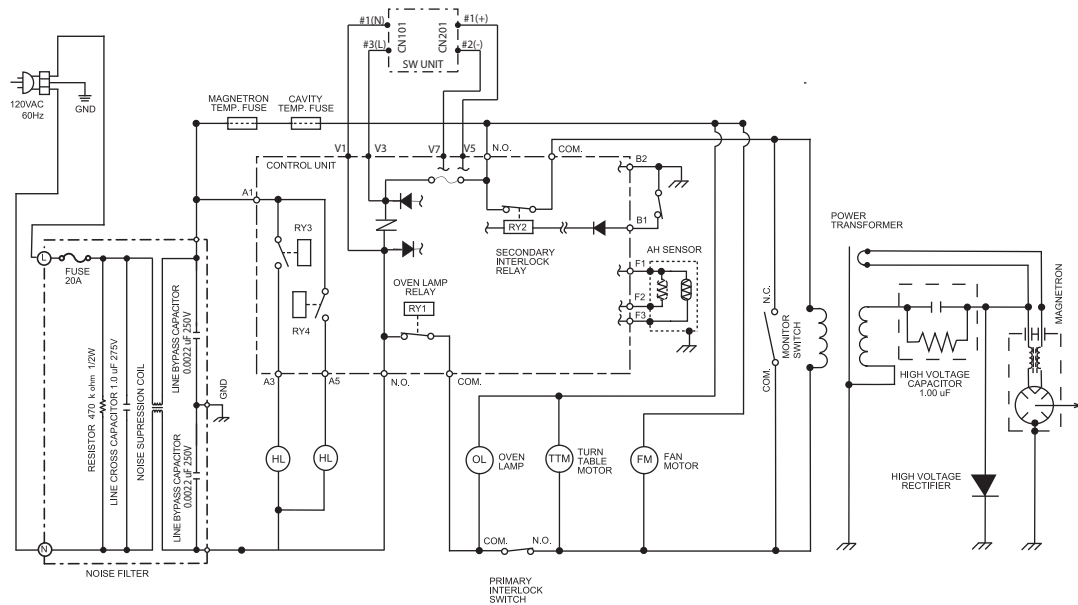 #1(N)
#3(L)
CN101
CN201
#1(+)
#2(-)
SW UNIT
120VAC
60Hz
GND
MAGNETRON
TEMP. FUSE
CAVITY
TEMP. FUSE
V1
V3
V7
V5
N.O.
COM.
CONTROL UNIT
B2
B1
A1
RY3
RY4
RY2
SECONDARY
INTERLOCK
RELAY
AH SENSOR
F1
F2
F3
OVEN LAMP
RELAY
RY1
POWER
TRANSFORMER
MAGNETRON
L
FUSE
20A
RESISTOR 470 k ohm 1/2W
LINE CROSS CAPACITOR 1.0 uF 275V
NOISE SUPRESSION COIL
LINE BYPASS CAPACITOR
0.0022 uF 250V
LINE BYPASS CAPACITOR
0.0022 uF 250V
GND
N.C.
COM.
MONITOR
SWITCH
HIGH VOLTAGE
CAPACITOR
1.00 uF
A3
A5
N.O.
COM.
HL
HL
OL
OVEN
LAMP
TTM
TURN
TABLE
MOTOR
FM
FAN
MOTOR
HIGH VOLTAGE
RECTIFIER
N
COM.
N.O.
NOISE FILTER
PRIMARY
INTERLOCK
SWITCH